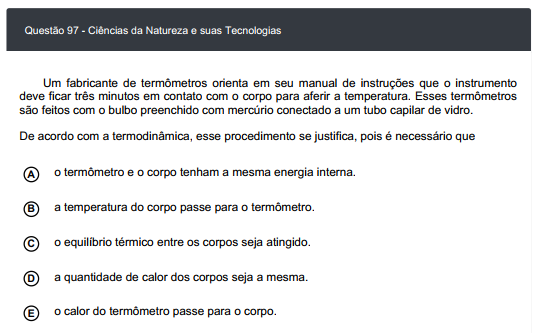 Questão 97 - Ciências da Natureza e suas Tecnologias
Um fabricante de termômetros orienta em seu manual de instruções que o instrumento
deve ficar três minutos em contato com o corpo para aferir a temperatura. Esses termômetros
são feitos com o bulbo preenchido com mercúrio conectado a um tubo capilar de vidro.
De acordo com a termodinâmica, esse procedimento se justifica, pois é necessário que
A o termômetro e o corpo tenham a mesma energia interna.
B a temperatura do corpo passe para o termômetro.
C o equilíbrio térmico entre os corpos seja atingido.
D a quantidade de calor dos corpos seja a mesma.
E o calor do termômetro passe para o corpo.